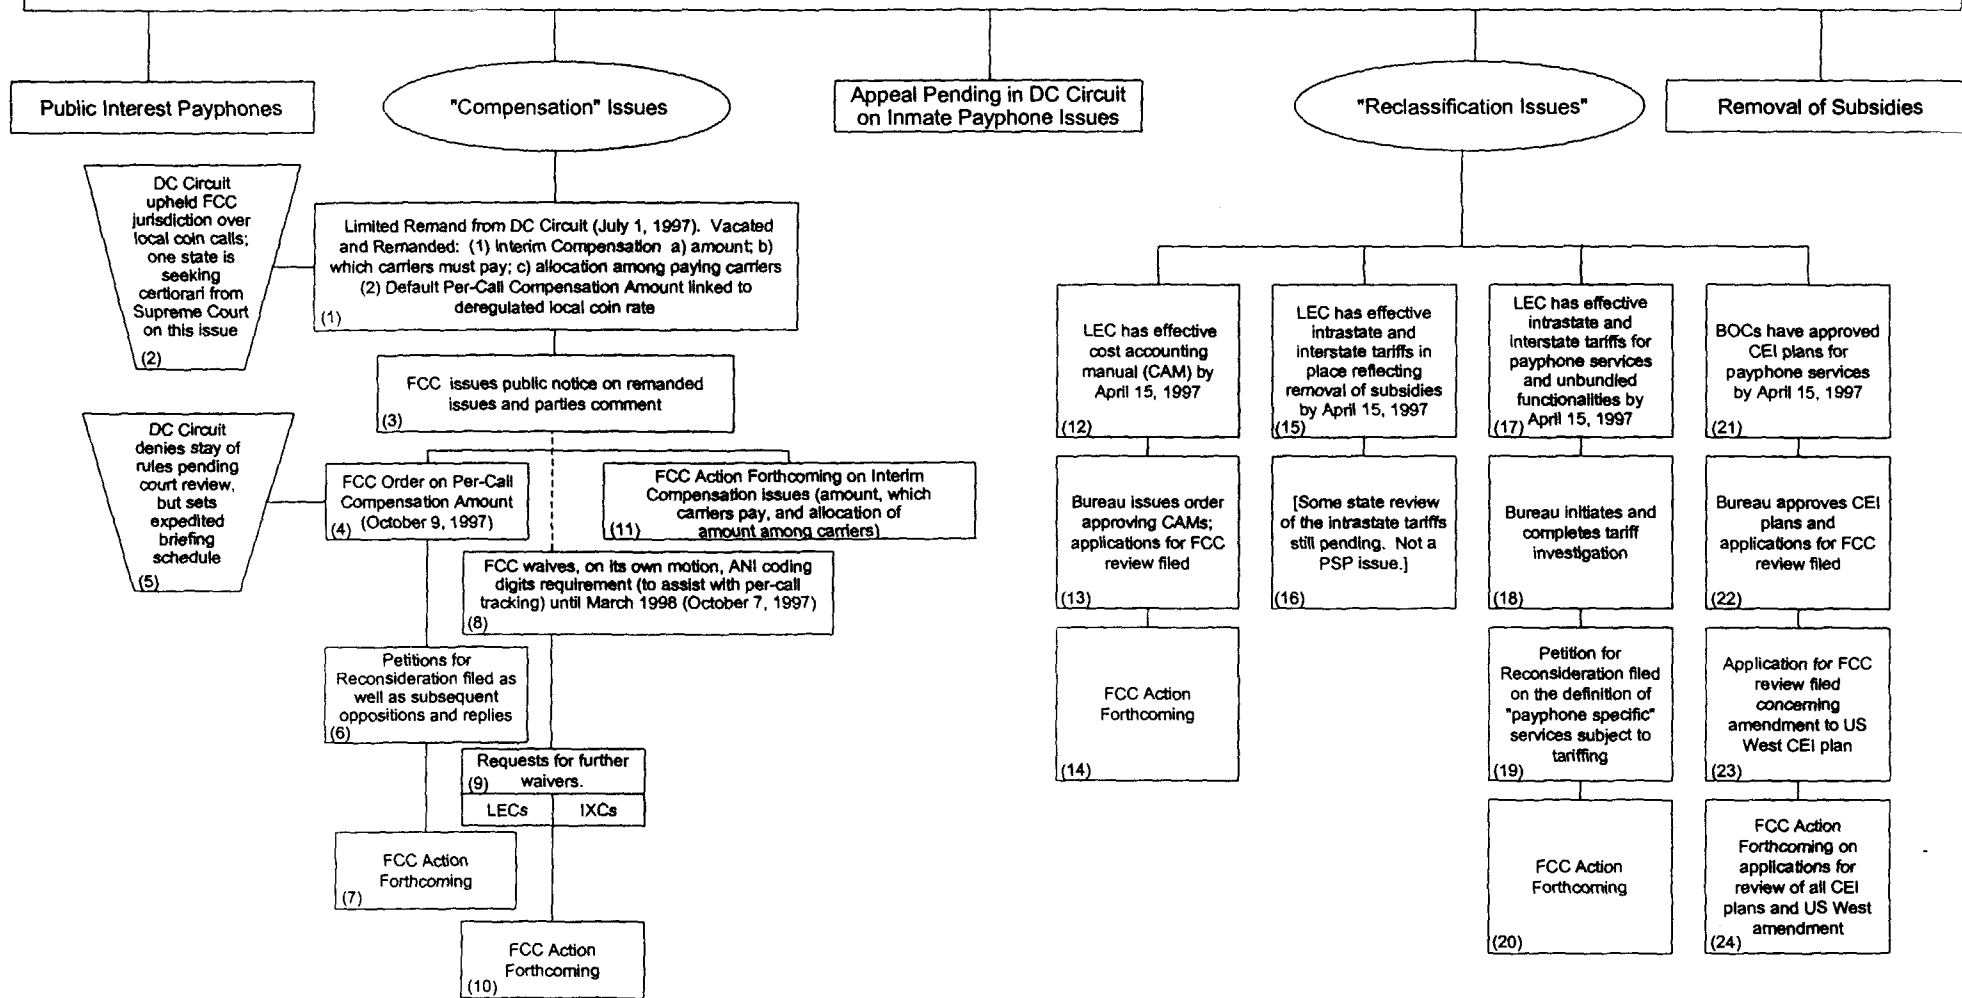 Public Interest Payphones
"Compensation" Issues
Appeal Pending in DC Circuit
on Inmate Payphone Issues
"Reclassification Issues"
Removal of Subsidies
DC Circuit
upheld FCC
jurisdiction over
local coin calls;
one state is
seeking
certiorari from
Supreme Court
on this issue
(2)
Limited Remand from DC Circuit (July 1, 1997). Vacated
and Remanded: (1) Interim Compensation a) amount; b)
which carriers must pay; c) allocation among paying carriers
(2) Default Per-Call Compensation Amount linked to
deregulated local coin rate
(1)
FCC issues public notice on remanded
issues and parties comment
(3)
DC Circuit
denies stay of
rules pending
court review,
but sets
expedited
briefing
schedule
(5)
FCC Order on Per-Call
Compensation Amount
(October 9, 1997)
(4)
FCC Action Forthcoming on Interim
Compensation issues (amount, which
carriers pay, and allocation of
amount among carriers)
(11)
FCC waives, on its own motion, ANI coding
digits requirement (to assist with per-call
tracking) until March 1998 (October 7, 1997)
(8)
Petitions for
Reconsideration filed as
well as subsequent
oppositions and replies
(6)
Requests for further
waivers.
(9)
LECs
IXCs
FCC Action
Forthcoming
(7)
FCC Action
Forthcoming
(10)
LEC has effective
cost accounting
manual (CAM) by
April 15, 1997
(12)
Bureau issues order
approving CAMs;
applications for FCC
review filed
(13)
FCC Action
Forthcoming
(14)
LEC has effective
intrastate and
interstate tariffs in
place reflecting
removal of subsidies
by April 15, 1997
(15)
[Some state review
of the intrastate tariffs
still pending. Not a
PSP issue.]
(16)
LEC has effective
intrastate and
interstate tariffs for
payphone services
and unbundled
functionalities by
April 15, 1997
(17)
Bureau initiates and
completes tariff
investigation
(18)
Petition for
Reconsideration filed
on the definition of
"payphone specific"
services subject to
tariffing
(19)
FCC Action
Forthcoming
(20)
BOCs have approved
CEI plans for
payphone services
by April 15, 1997
(21)
Bureau approves CEI
plans and
applications for FCC
review filed
(22)
Application for FCC
review filed
concerning
amendment to US
West CEI plan
(23)
FCC Action
Forthcoming on
applications for
review of all CEI
plans and US West
amendment
(24)